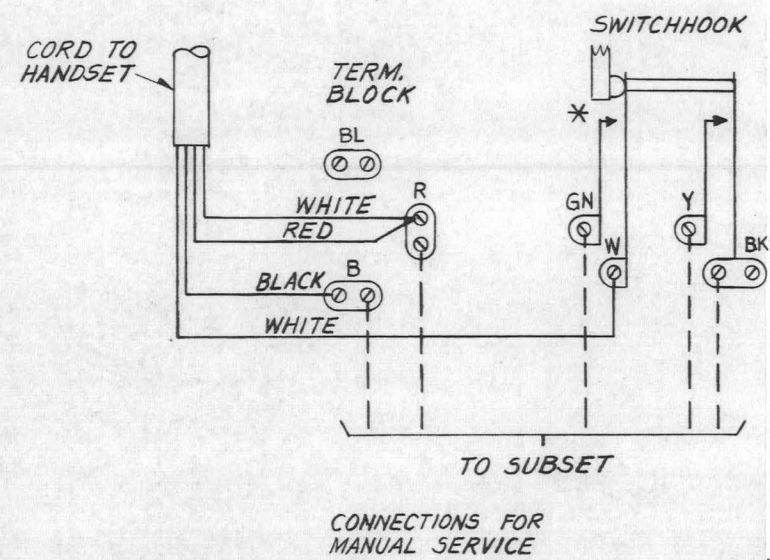 SWITCHHOOK
CORD TO
HANDSET
TERM.
BLOCK
*
BL
R
GN
Y
WHITE
RED
W
BK
BLACK
B
WHITE
TO SUBSET
CONNECTIONS FOR
MANUAL SERVICE